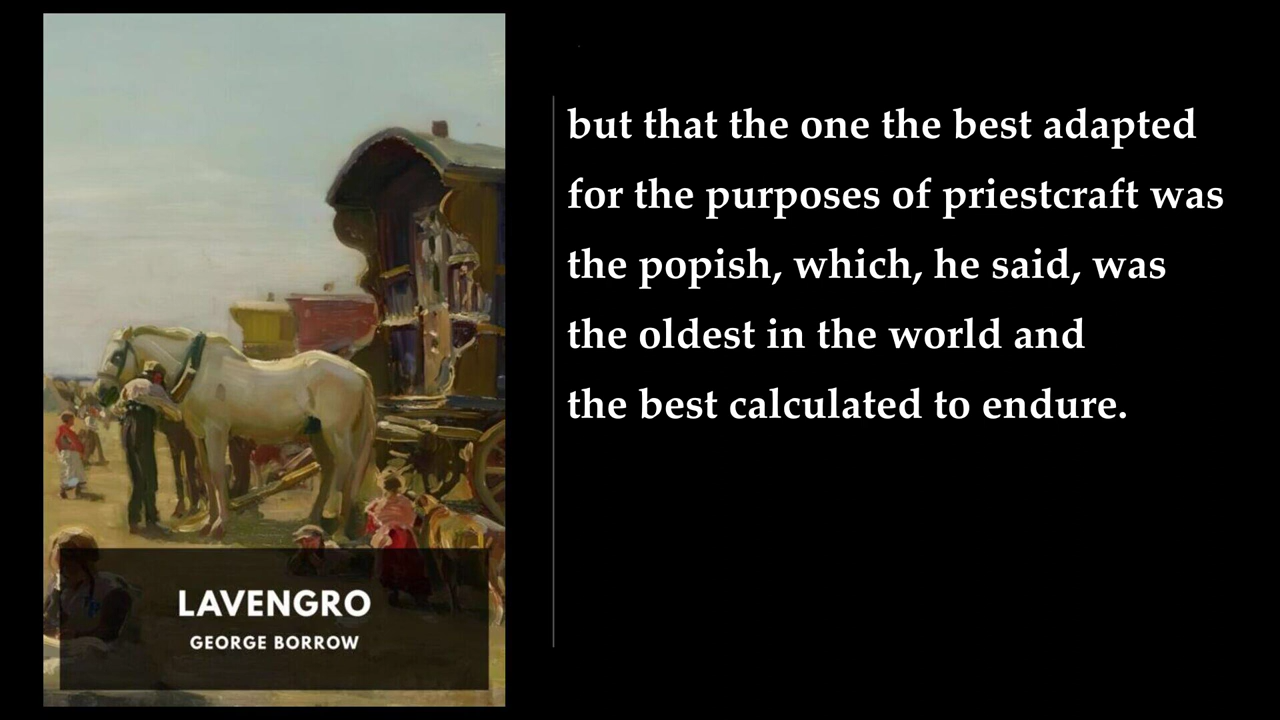 LAVENGRO
GEORGE BORROW
but that the one the best adapted
for the purposes of priestcraft was
the popish, which, he said, was
the oldest in the world and
the best calculated to endure.